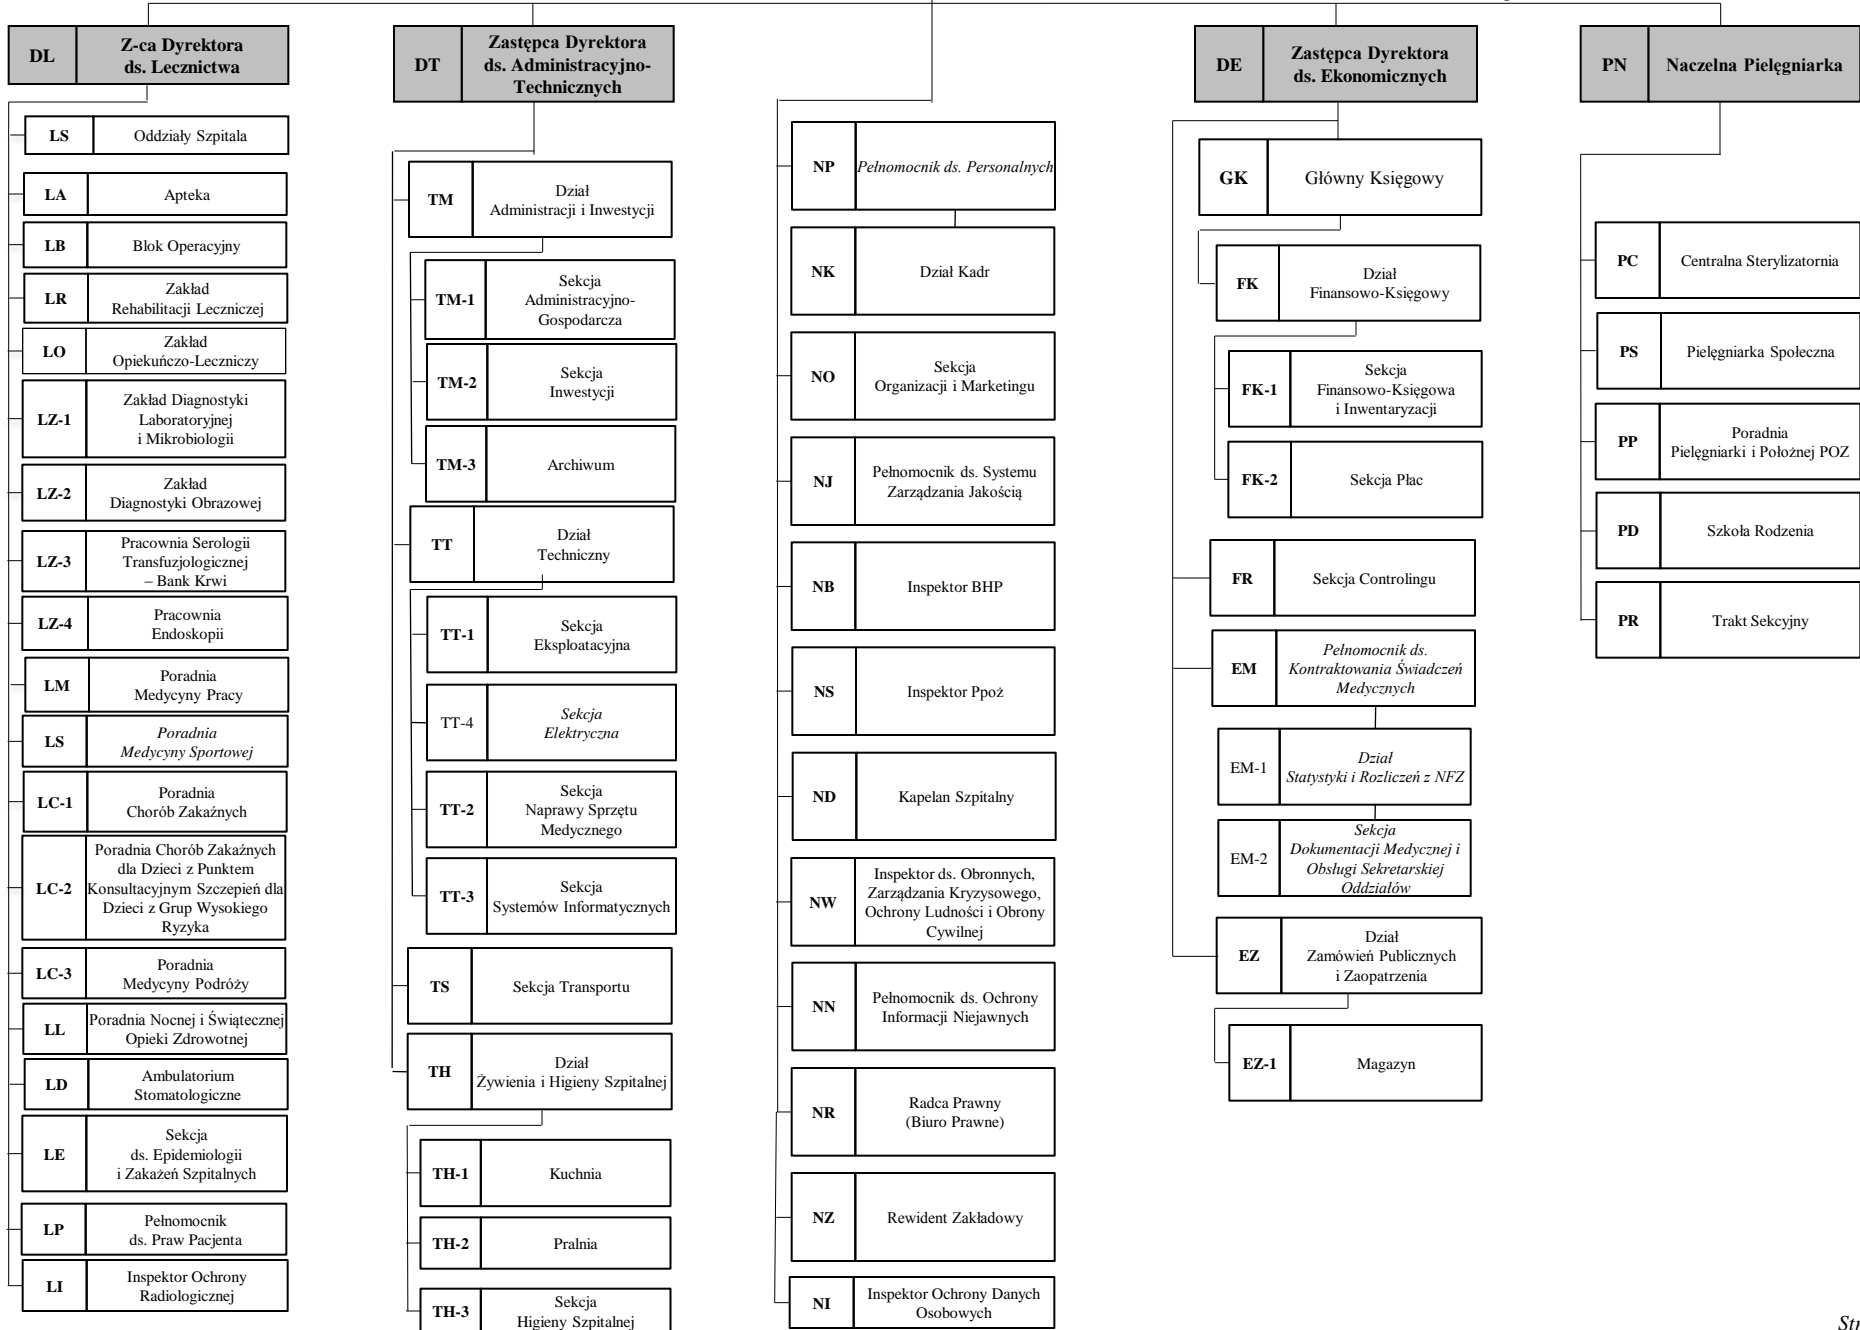 DL
Z-ca Dyrektora
ds. Lecznictwa
LS
Oddziały Szpitala
LA
Apteka
LB
Blok Operacyjny
LR
Zakład
Rehabilitacji Leczniczej
LO
Zakład
Opiekuńczo-Leczniczy
LZ-1
Zakład Diagnostyki
Laboratoryjnej
i Mikrobiologii
LZ-2
Zakład
Diagnostyki Obrazowej
LZ-3
Pracownia Serologii
Transfuzjologicznej
– Bank Krwi
LZ-4
Pracownia
Endoskopii
LM
Poradnia
Medycyny Pracy
LS
Poradnia
Medycyny Sportowej
LC-1
Poradnia
Chorób Zakaźnych
LC-2
Poradnia Chorób Zakaźnych
dla Dzieci z Punktem
Konsultacyjnym Szczepień dla
Dzieci z Grup Wysokiego
Ryzyka
LC-3
Poradnia
Medycyny Podróży
LL
Poradnia Nocnej i Świątecznej
Opieki Zdrowotnej
LD
Ambulatorium
Stomatologiczne
LE
Sekcja
ds. Epidemiologii
i Zakażeń Szpitalnych
LP
Pełnomocnik
ds. Praw Pacjenta
LI
Inspektor Ochrony
Radiologicznej
DT
Zastępca Dyrektora
ds. Administracyjno-
Technicznych
TM
Dział
Administracji i Inwestycji
TM-1
Sekcja
Administracyjno-
Gospodarcza
TM-2
Sekcja
Inwestycji
TM-3
Archiwum
TT
Dział
Techniczny
TT-1
Sekcja
Eksploatacyjna
TT-4
Sekcja
Elektryczna
TT-2
Sekcja
Naprawy Sprzętu
Medycznego
TT-3
Sekcja
Systemów Informatycznych
TS
Sekcja Transportu
TH
Dział
Żywienia i Higieny Szpitalnej
TH-1
Kuchnia
TH-2
Pralnia
TH-3
Sekcja
Higieny Szpitalnej
NP
Pełnomocnik ds. Personalnych
NK
Dział Kadr
NO
Sekcja
Organizacji i Marketingu
NJ
Pełnomocnik ds. Systemu
Zarządzania Jakością
NB
Inspektor BHP
NS
Inspektor Ppoż
ND
Kapelan Szpitalny
NW
Inspektor ds. Obronnych,
Zarządzania Kryzysowego,
Ochrony Ludności i Obrony
Cywilnej
NN
Pełnomocnik ds. Ochrony
Informacji Niejawnych
NR
Radca Prawny
(Biuro Prawne)
NZ
Rewident Zakładowy
NI
Inspektor Ochrony Danych
Osobowych
DE
Zastępca Dyrektora
ds. Ekonomicznych
GK
Główny Księgowy
FK
Dział
Finansowo-Księgowy
FK-1
Sekcja
Finansowo-Księgowa
i Inwentaryzacji
FK-2
Sekcja Płac
FR
Sekcja Controlingu
EM
Pełnomocnik ds.
Kontraktowania Świadczeń
Medycznych
EM-1
Dział
Statystyki i Rozliczeń z NFZ
EM-2
Sekcja
Dokumentacji Medycznej i
Obsługi Sekretarskiej
Oddziałów
EZ
Dział
Zamówień Publicznych
i Zaopatrzenia
EZ-1
Magazyn
PN
Naczelna Pielęgniarka
PC
Centralna Sterylizatornia
PS
Pielęgniarka Społeczna
PP
Poradnia
Pielęgniarki i Położnej POZ
PD
Szkoła Rodzenia
PR
Trakt Sekcyjny
Str